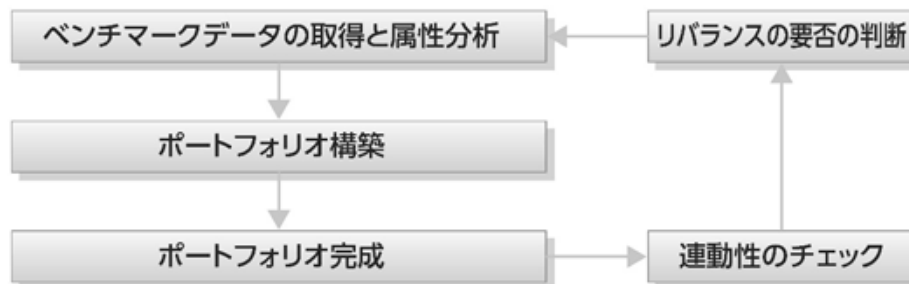 ベンチマークデータの取得と属性分析
リバランスの要否の判断
ポートフォリオ構築
ポートフォリオ完成
連動性のチェック